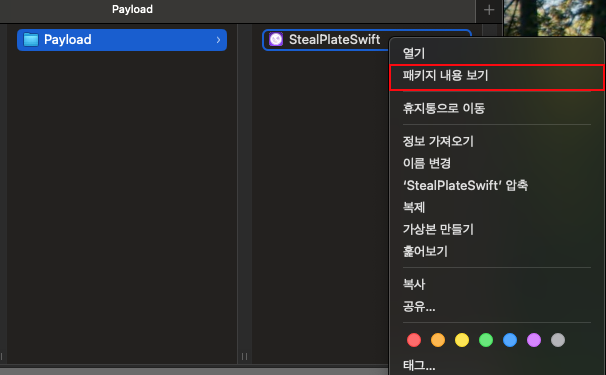 Payload
Payload
StealPlateSwift
열기
패키지 내용 보기
휴지통으로 이동
정보 가져오기
이름 변경
‘StealPlateSwift’ 압축
복제
가상본 만들기
훑어보기
복사
공유...
태그...